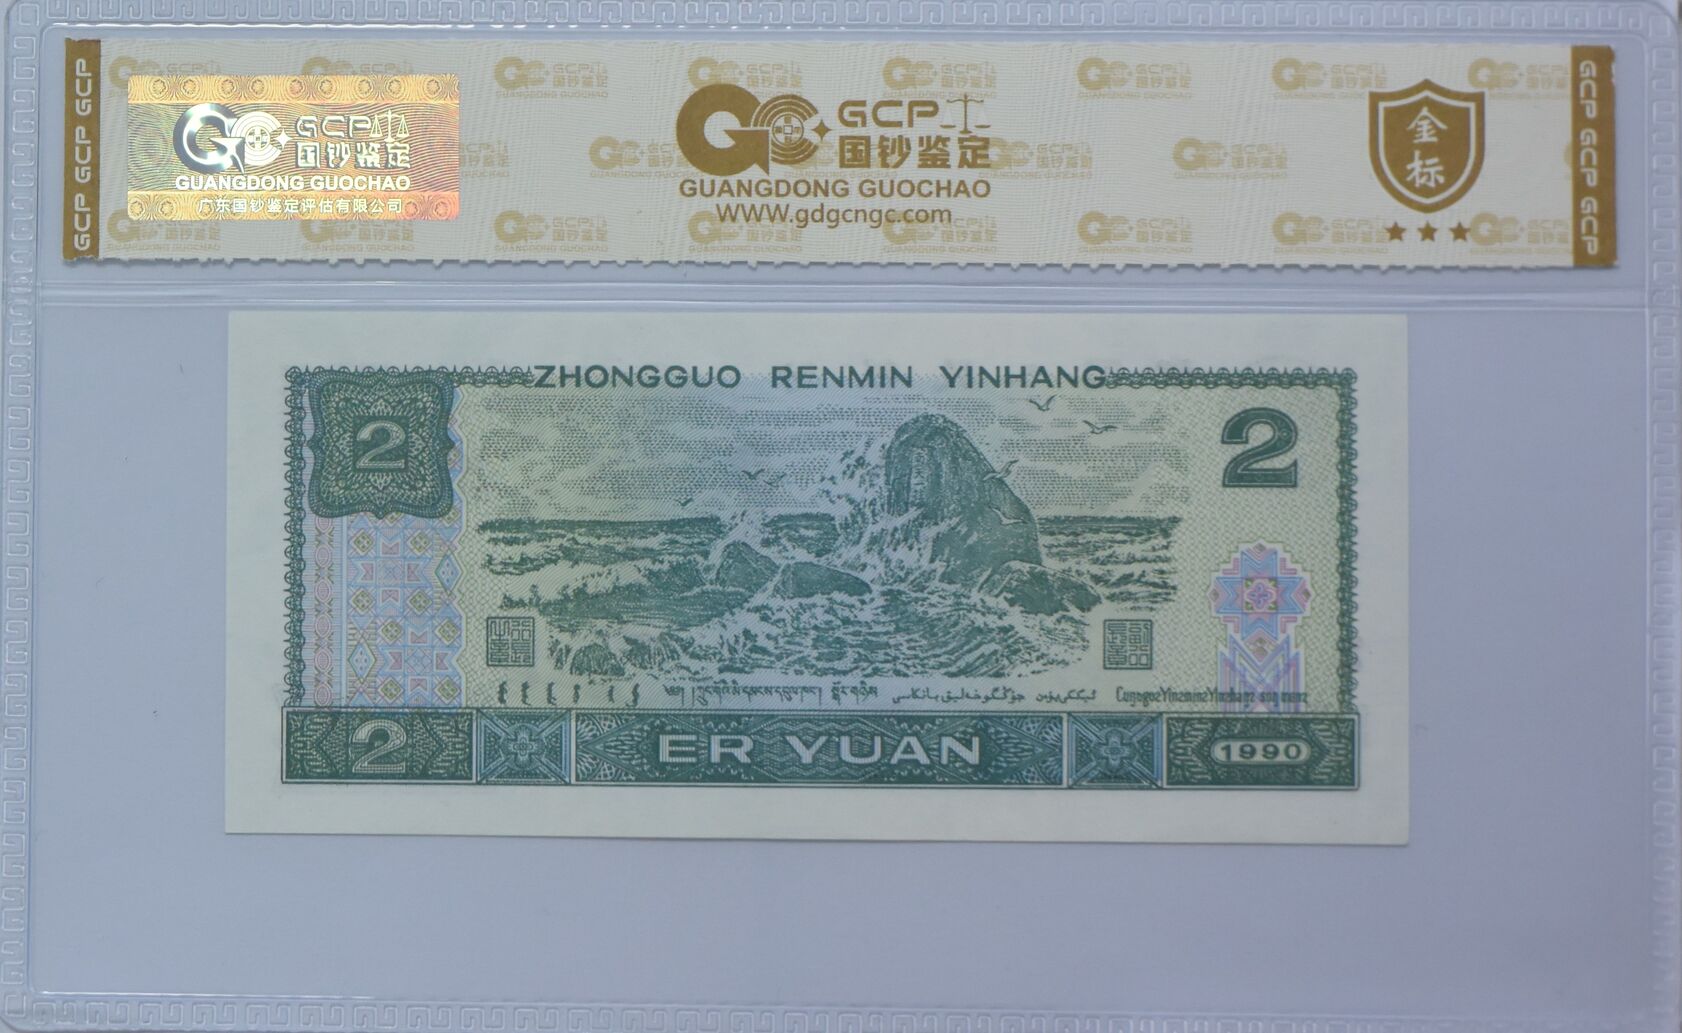 GCP GCP GCP
GCP
国钞鉴定
GUANGDONG GUOCHAO
广东国钞鉴定评估有限公司
GCP
国钞鉴定
GUANGDONG GUOCHAO
WWW.gdgcngc.com
金标
GCP GCP GCP
ZHONGGUO RENMIN YINHANG
2
2
2
ER YUAN
1990